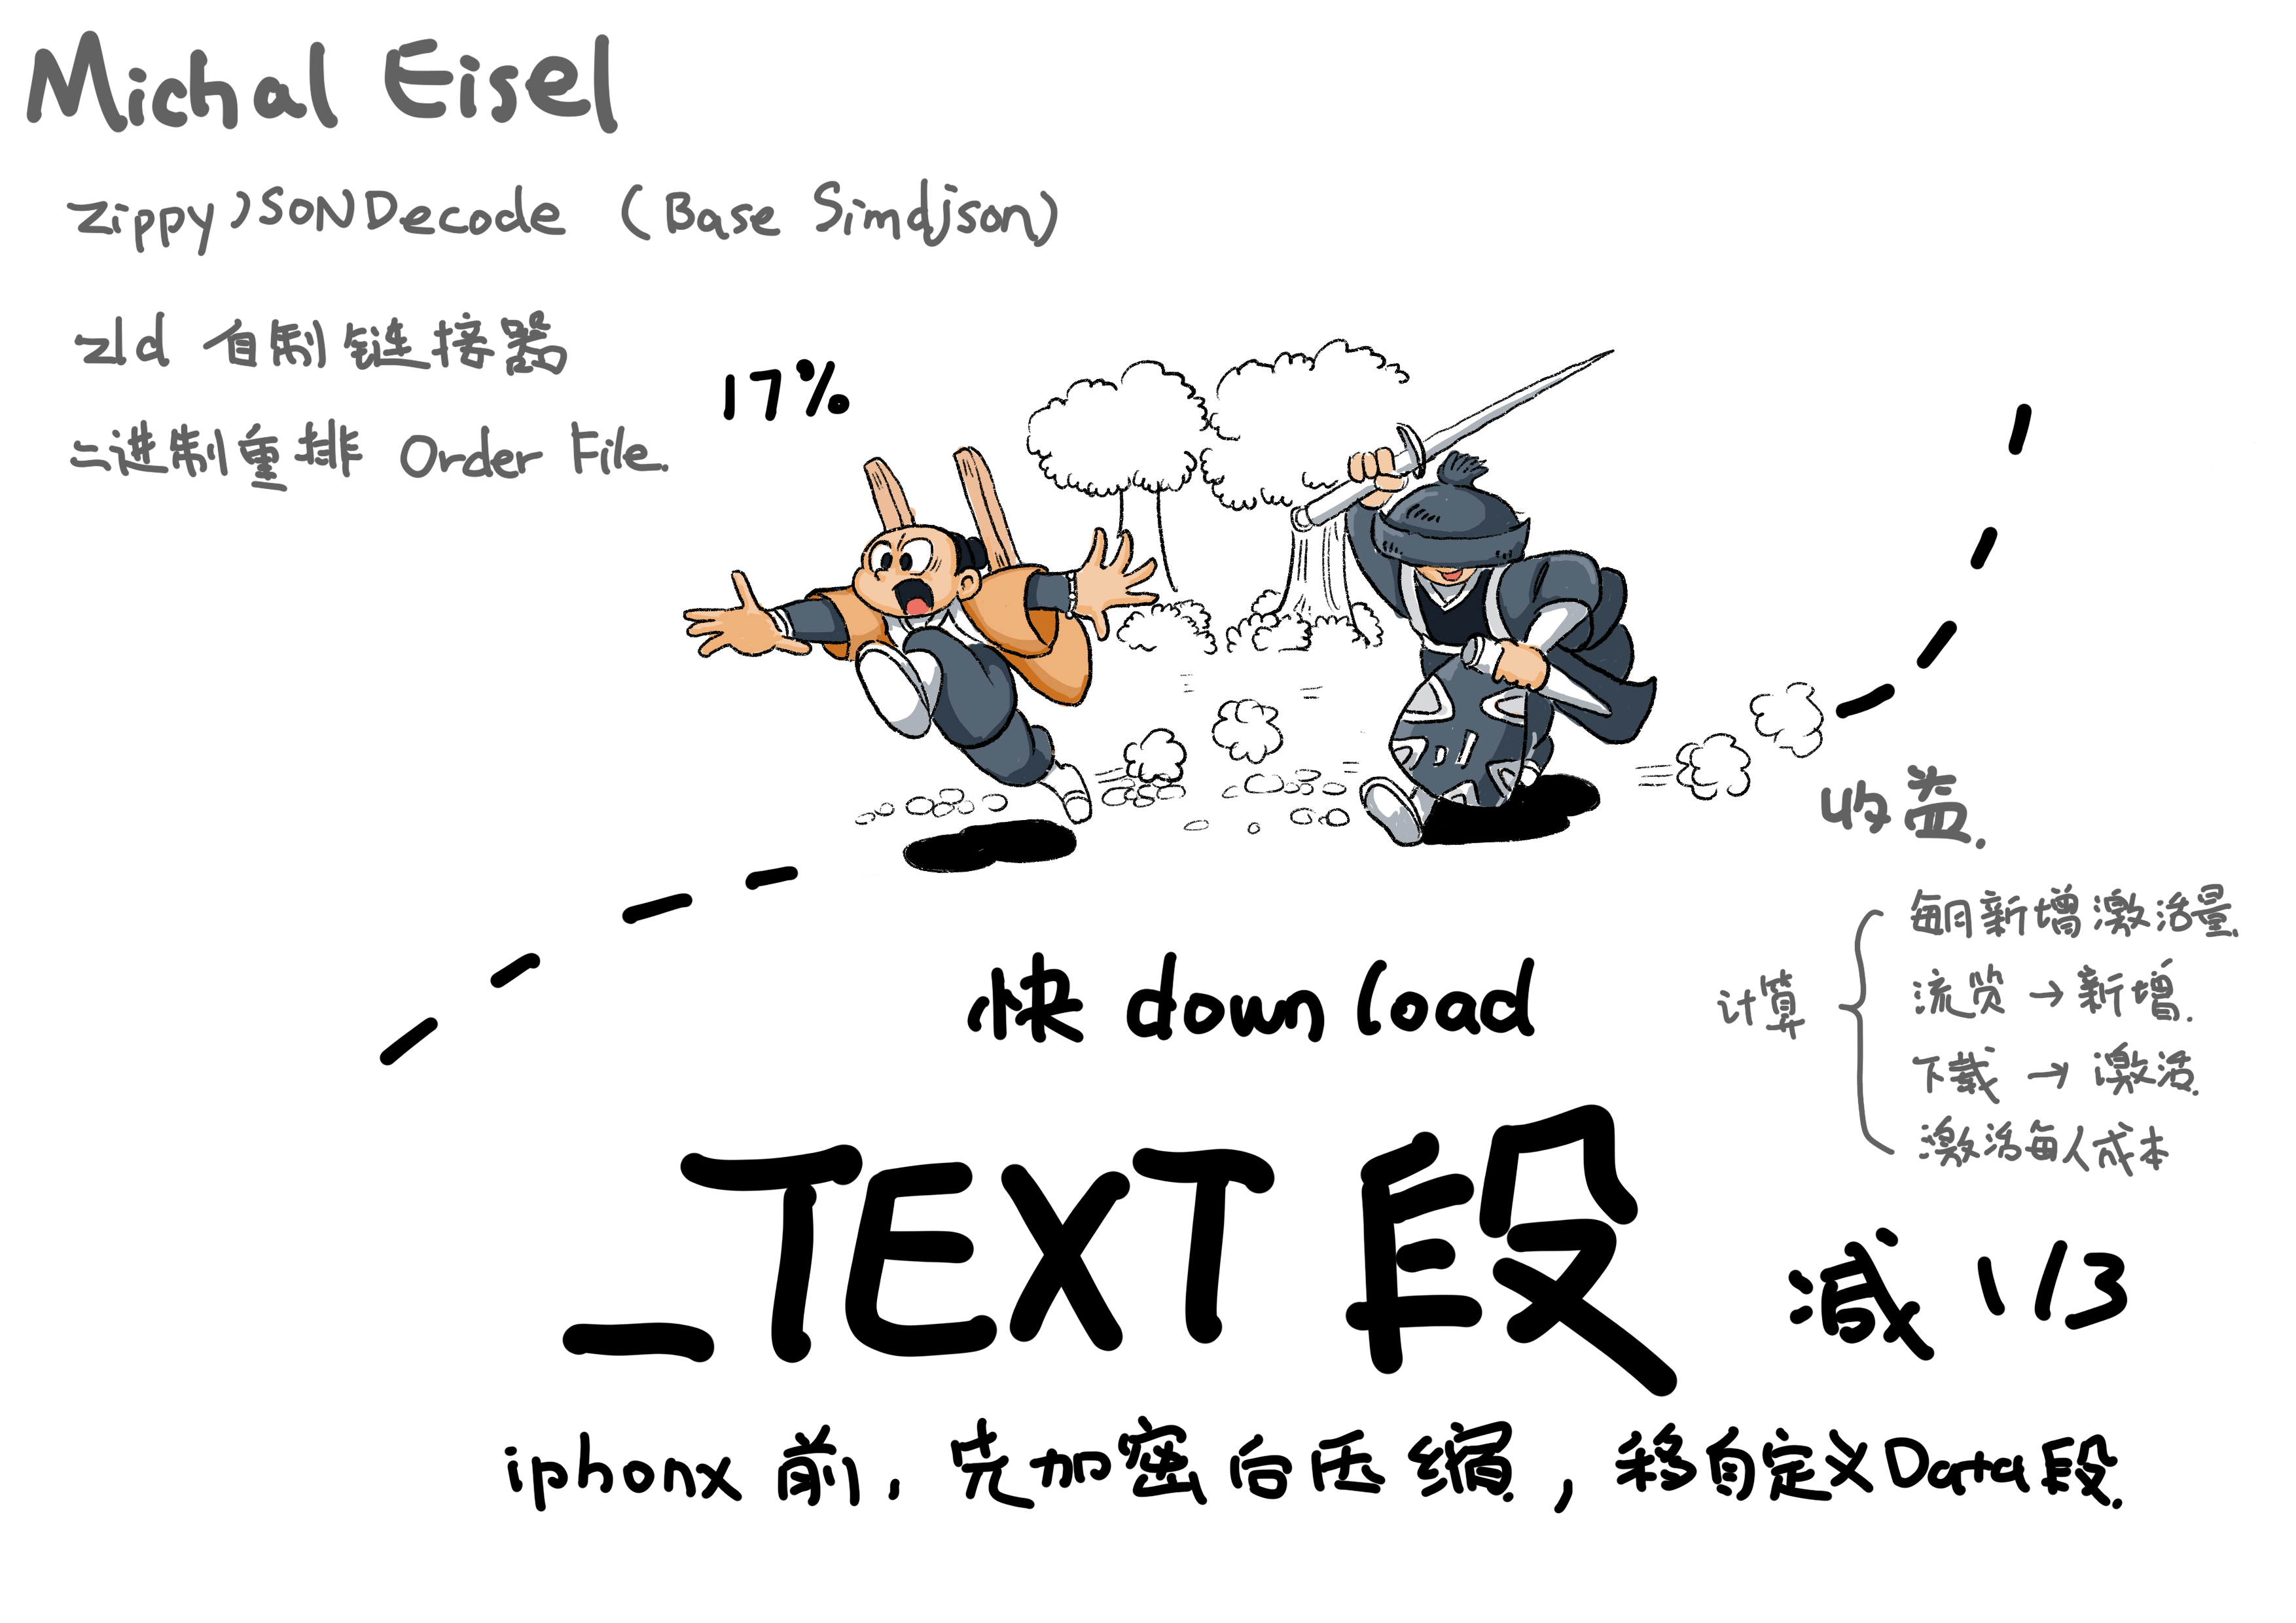 Michal Eisel
ZippyJSONDecode (Base Simdjson)
zld 自制链接器
二进制重排 Order File.
17%
收益.
计算
每月新增激活量.
流览 → 新增.
下载 → 激活.
激活每人成本
快 download
_TEXT 段
减 1/3
iphonx 前, 先加密后压缩, 移自定义Data段.